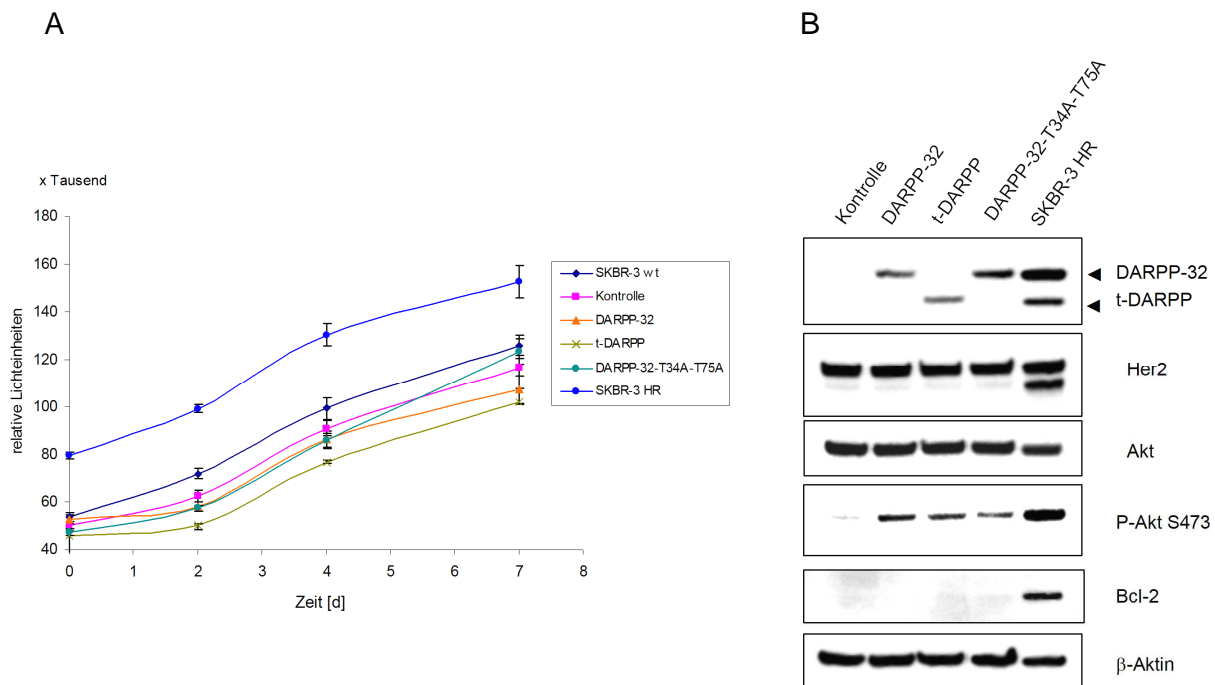 A
B
x Tausend
relative Lichteinheiten
180
160
140
120
100
80
60
40
0
1
2
3
4
5
6
7
8
Zeit [d]
SKBR-3 wt
Kontrolle
DARPP-32
t-DARPP
DARPP-32-T34A-T75A
SKBR-3 HR
Kontrolle
DARPP-32
t-DARPP
DARPP-32-T34A-T75A
SKBR-3 HR
DARPP-32
t-DARPP
Her2
Akt
P-Akt S473
Bcl-2
β-Aktin